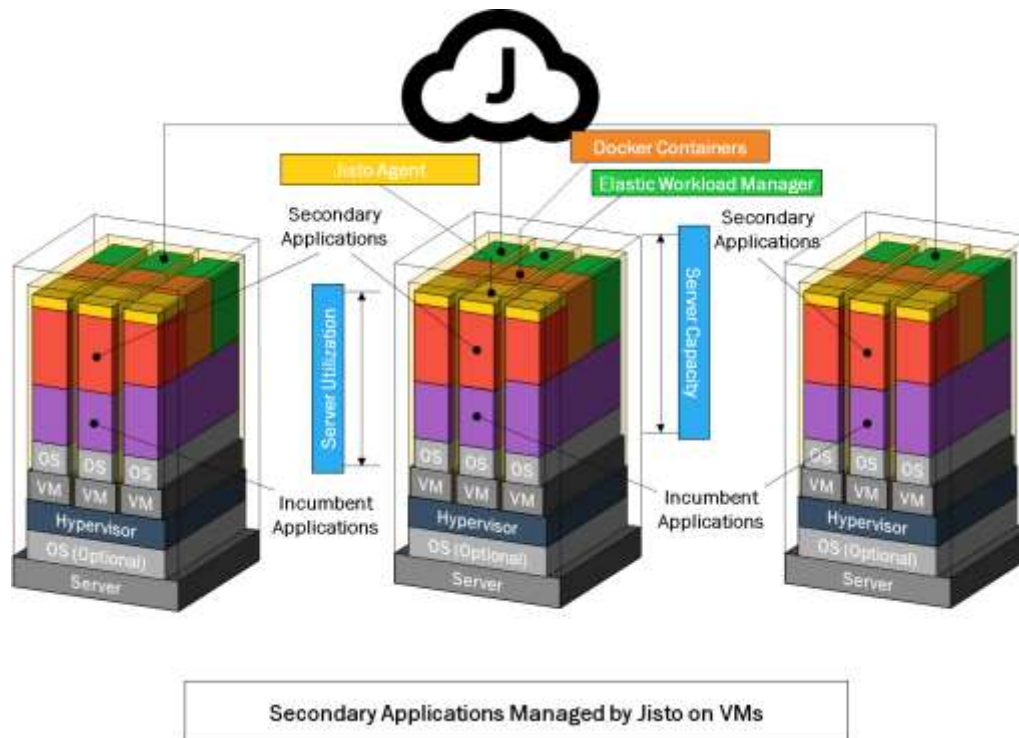 J
Docker Containers
Jisto Agent
Elastic Workload Manager
Secondary
Applications
Secondary
Applications
Server Utilization
Server Capacity
OS OS OS
VM VM VM
Hypervisor
OS (Optional)
Server
Incumbent
Applications
OS OS OS
VM VM VM
Hypervisor
OS (Optional)
Server
Incumbent
Applications
OS OS OS
VM VM VM
Hypervisor
OS (Optional)
Server
Secondary Applications Managed by Jisto on VMs